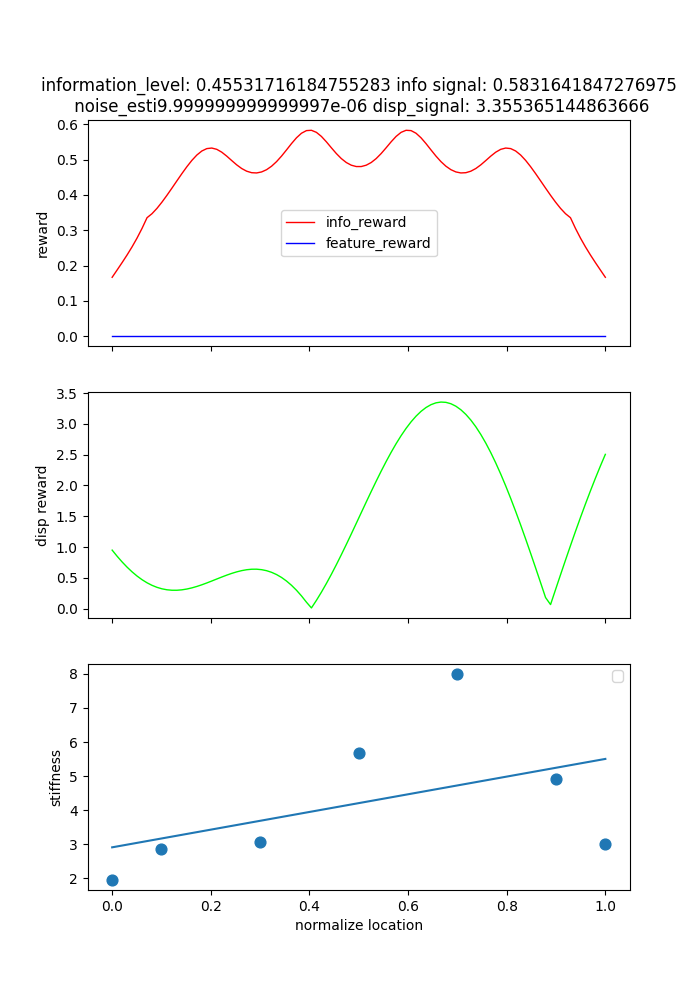 information_level: 0.45531716184755283 info signal: 0.5831641847276975
noise_esti9.999999999999997e-06 disp_signal: 3.355365144863666
0.6
0.5
0.4
0.3
0.2
0.1
0.0
reward
info_reward
feature_reward
3.5
3.0
2.5
2.0
1.5
1.0
0.5
0.0
disp reward
8
7
6
5
4
3
2
stiffness
0.0 0.2 0.4 0.6 0.8 1.0
normalize location